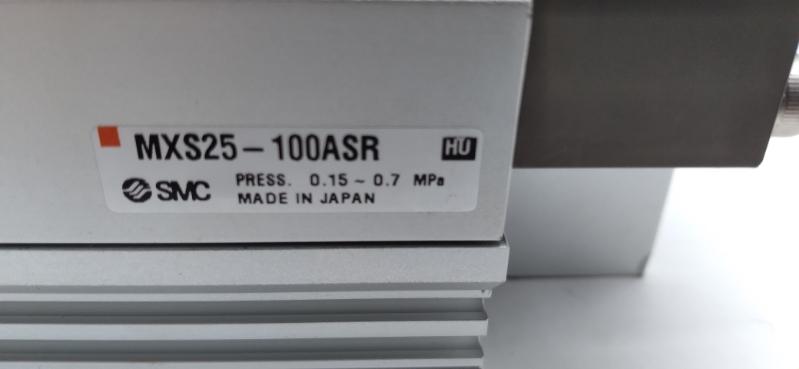 MXS25-100ASR HU
SMC PRESS. 0.15 ~ 0.7 MPa
MADE IN JAPAN